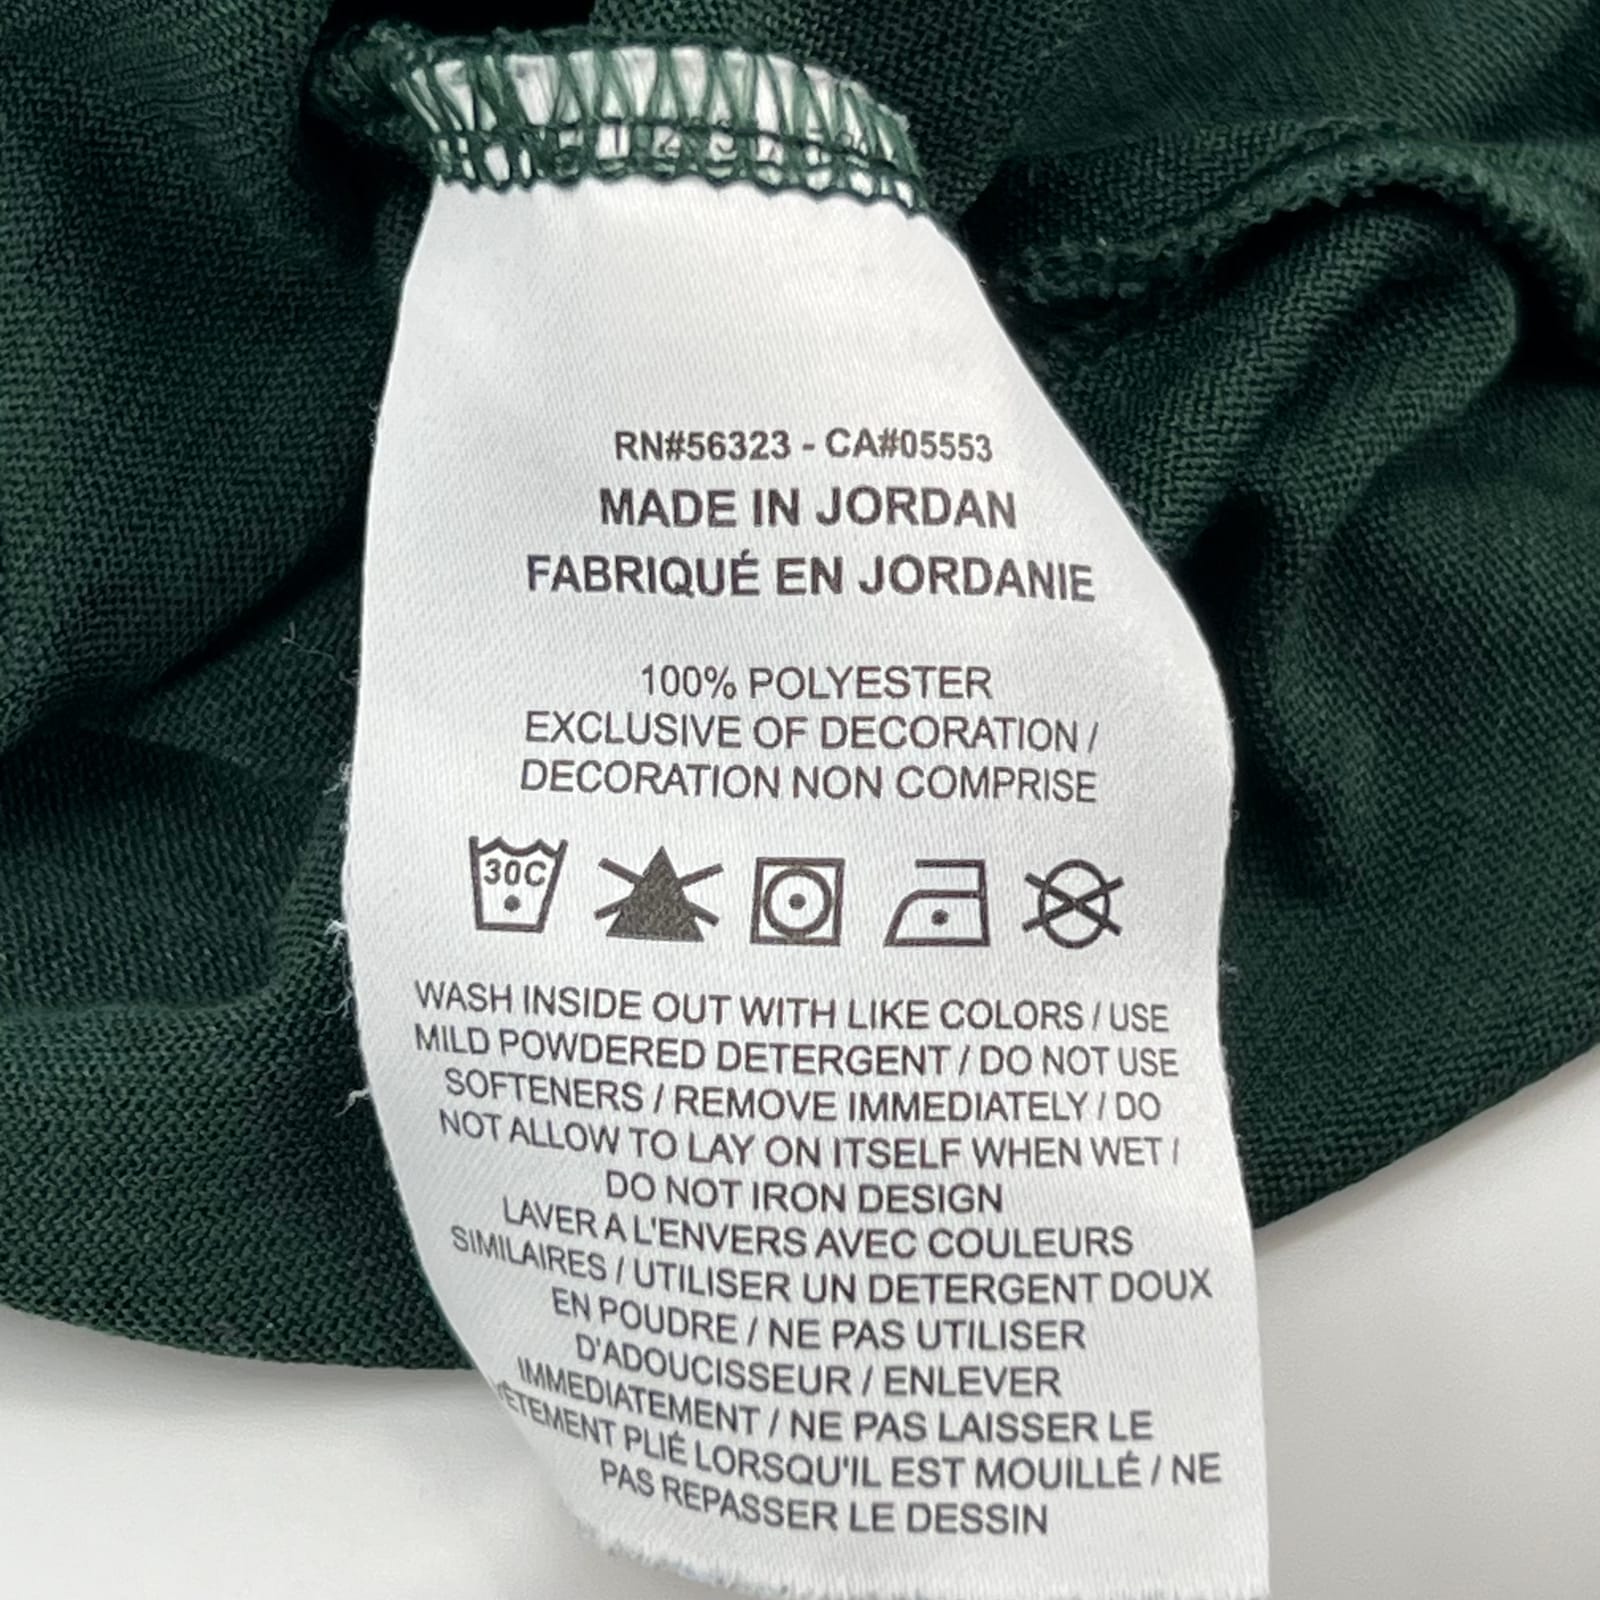 RN#56323 - CA#05553
MADE IN JORDAN
FABRIQUÉ EN JORDANIE
100% POLYESTER
EXCLUSIVE OF DECORATION /
DECORATION NON COMPRISE
30C
WASH INSIDE OUT WITH LIKE COLORS / USE
MILD POWDERED DETERGENT / DO NOT USE
SOFTENERS / REMOVE IMMEDIATELY / DO
NOT ALLOW TO LAY ON ITSELF WHEN WET /
DO NOT IRON DESIGN
LAVER A L'ENVERS AVEC COULEURS
SIMILAIRES / UTILISER UN DETERGENT DOUX
EN POUDRE / NE PAS UTILISER
D'ADOUCISSEUR / ENLEVER
IMMEDIATEMENT / NE PAS LAISSER LE
VÊTEMENT PLIÉ LORSQU'IL EST MOUILLÉ / NE
PAS REPASSER LE DESSIN